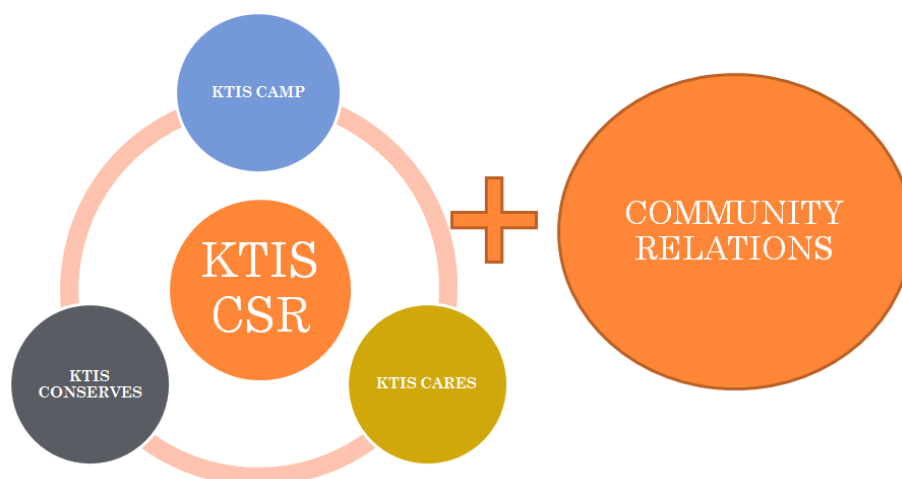 KTIS CAMP
KTIS
CSR
KTIS
CONSERVES
KTIS CARES
COMMUNITY
RELATIONS